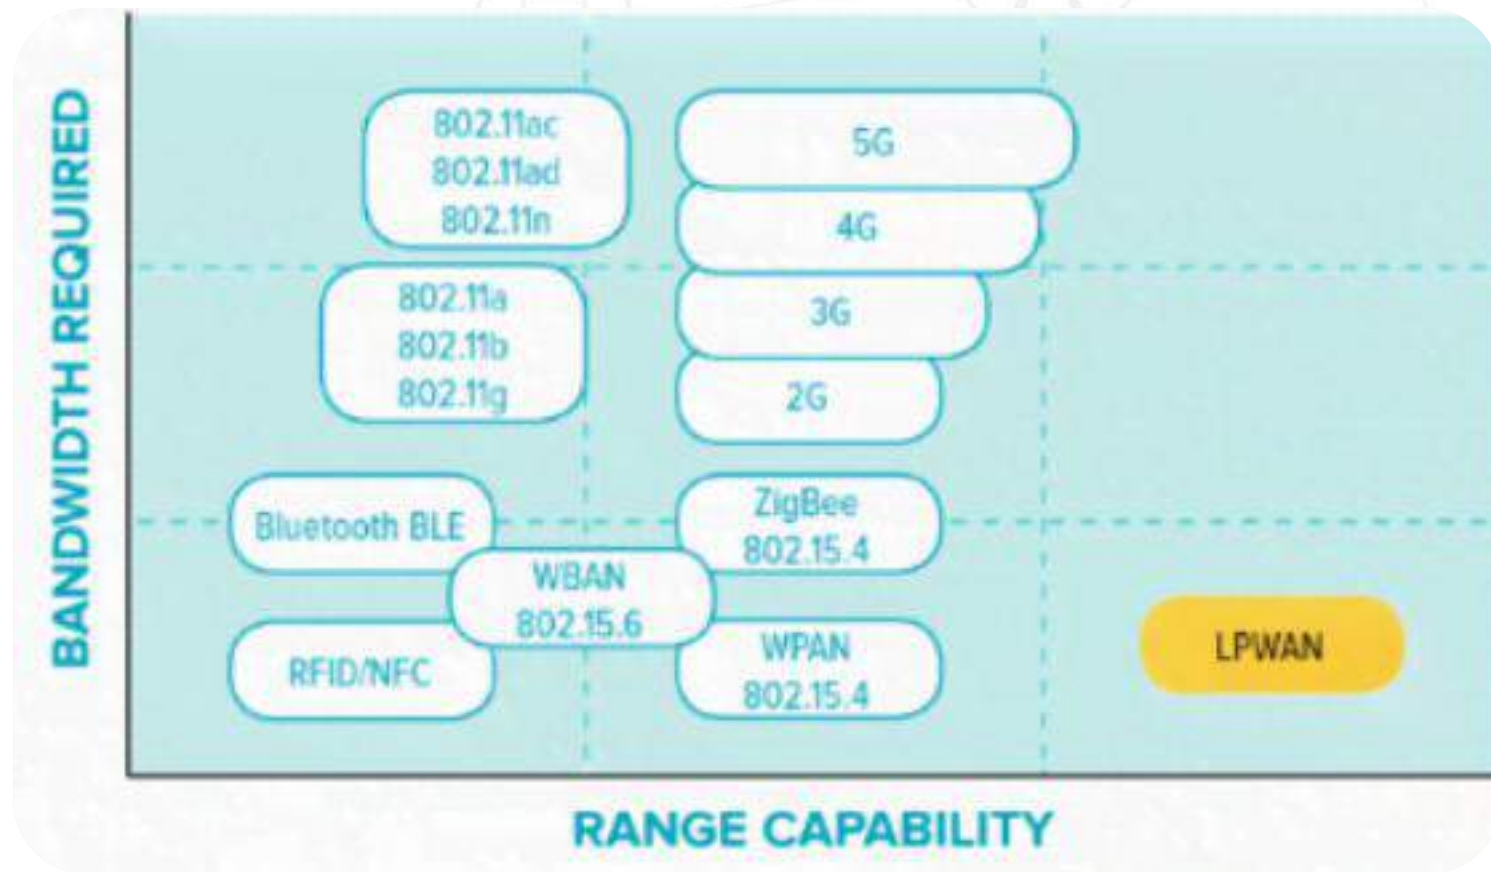 BANDWIDTH REQUIRED
802.11ac
802.11ad
802.11n
5G
4G
802.11a
802.11b
802.11g
3G
2G
Bluetooth BLE
ZigBee
802.15.4
WBAN
802.15.6
RFID/NFC
WPAN
802.15.4
LPWAN
RANGE CAPABILITY